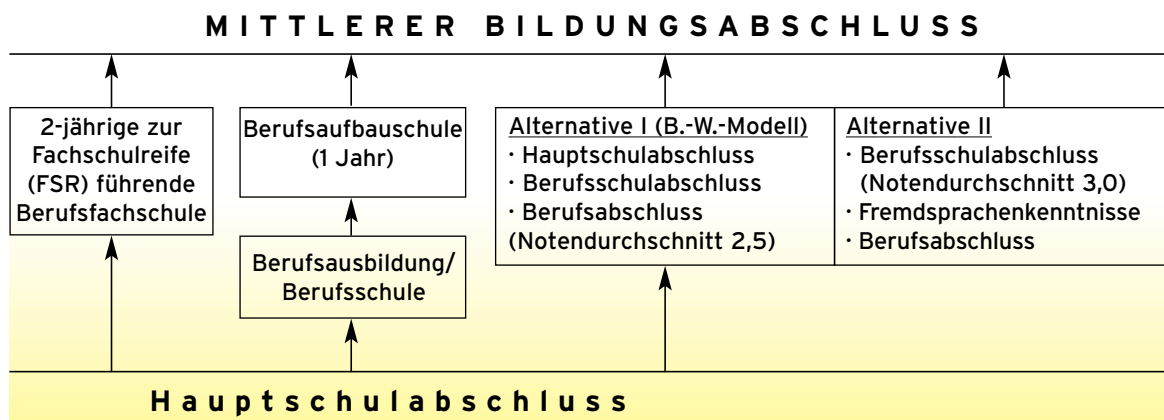 MITTLERER BILDUNGSABSCHLUSS
2-jährige zur
Fachschulreife
(FSR) führende
Berufsfachschule
Berufsaufbauschule
(1 Jahr)
Berufsausbildung/
Berufsschule
Alternative I (B.-W.-Modell)
· Hauptschulabschluss
· Berufsschulabschluss
· Berufsabschluss
(Notendurchschnitt 2,5)
Alternative II
· Berufsschulabschluss
(Notendurchschnitt 3,0)
· Fremdsprachenkenntnisse
· Berufsabschluss
Hauptschulabschluss